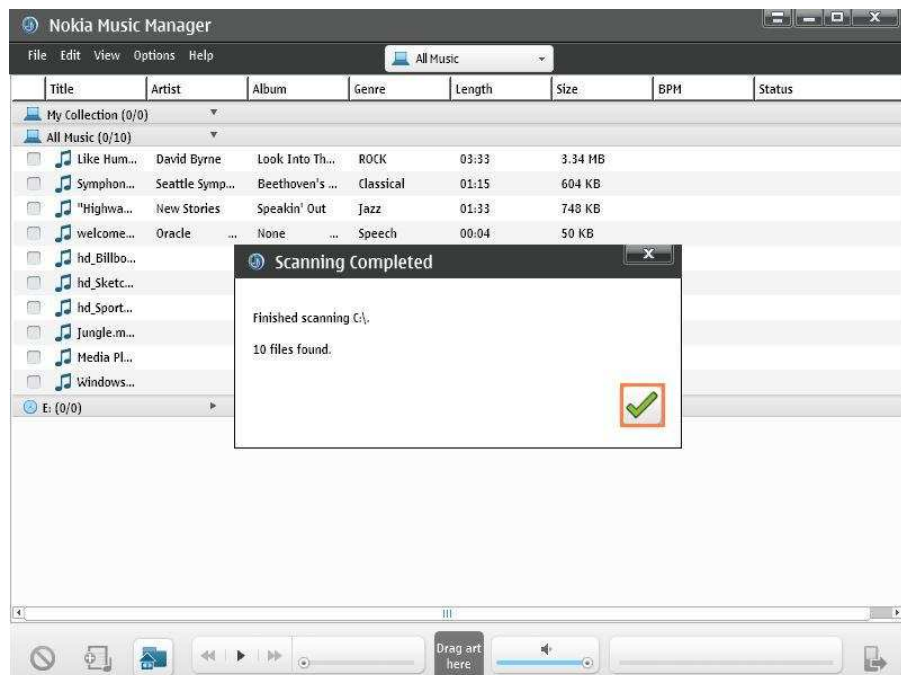 Nokia Music Manager
File Edit View Options Help
All Music
Title Artist Album Genre Length Size BPM Status
My Collection (0/0)
All Music (0/10)
Like Hum... David Byrne Look Into Th... ROCK 03:33 3.34 MB
Symphon... Seattle Symp... Beethoven's ... Classical 01:15 604 KB
"Highwa... New Stories Speakin' Out Jazz 01:33 748 KB
welcome... Oracle ... None ... Speech 00:04 50 KB
hd_Billbo...
hd_Sketc...
hd_Sport...
Jungle.m...
Media Pl...
Windows...
E: (0/0)
Scanning Completed
Finished scanning C:\.
10 files found.
Drag art
here